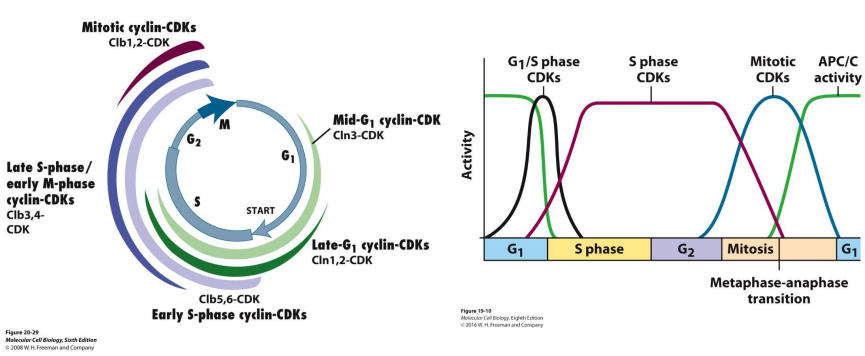 Mitotic cyclin-CDKs
Clb1,2-CDK
M
G2
Mid-G1 cyclin-CDK
Cln3-CDK
G1
Late S-phase/
early M-phase
cyclin-CDKs
Clb3,4-
CDK
S
START
Late-G1 cyclin-CDKs
Cln1,2-CDK
Clb5,6-CDK
Early S-phase cyclin-CDKs
Figure 20-29
Molecular Cell Biology, Sixth Edition
© 2008 W. H. Freeman and Company
G1/S phase
CDKs
S phase
CDKs
Mitotic
CDKs
APC/C
activity
Activity
G1
S phase
G2
Mitosis
G1
Metaphase-anaphase
transition
Figure 19-10
Molecular Cell Biology, Eighth Edition
© 2016 W. H. Freeman and Company